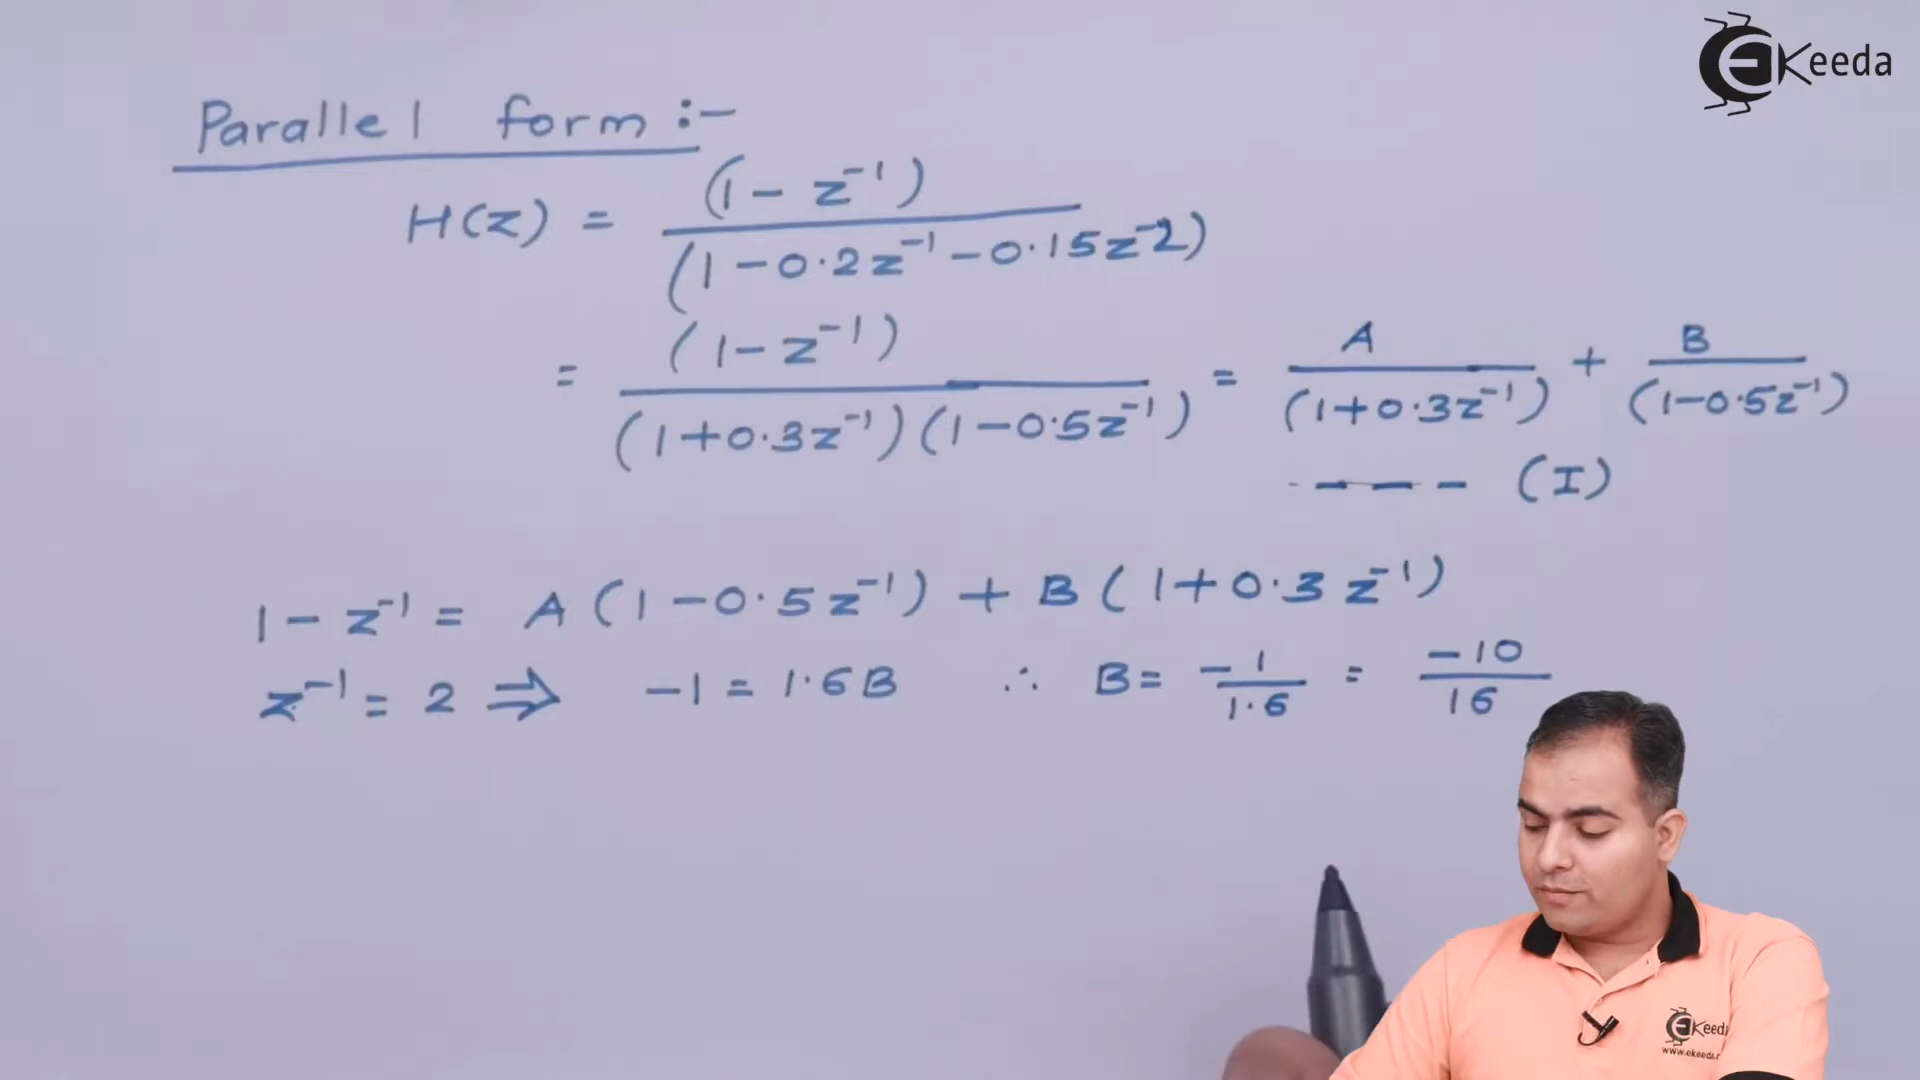 EKeeda
Parallel form :-
H(z) = (1 - z⁻¹) / (1 - 0.2z⁻¹ - 0.15z⁻²)
= (1 - z⁻¹) / (1+0.3z⁻¹)(1-0.5z⁻¹) = A / (1+0.3z⁻¹) + B / (1-0.5z⁻¹)
---- (I)
1 - z⁻¹ = A(1-0.5z⁻¹) + B(1+0.3z⁻¹)
z⁻¹ = 2 ⇒ -1 = 1.6B ∴ B = -1/1.6 = -10/16
EKeeda